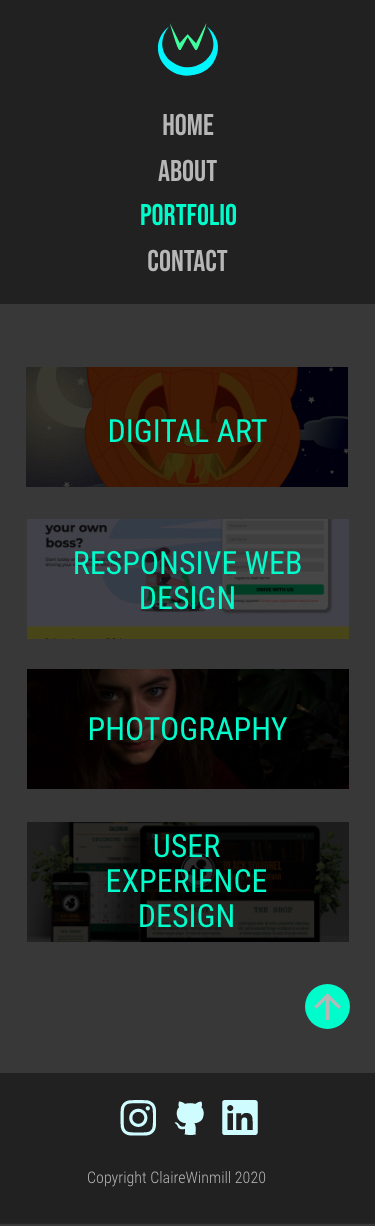 HOME
ABOUT
PORTFOLIO
CONTACT
DIGITAL ART
your own
boss?
RESPONSIVE WEB
DESIGN
PHOTOGRAPHY
USER
EXPERIENCE
DESIGN
Copyright ClaireWinmill 2020